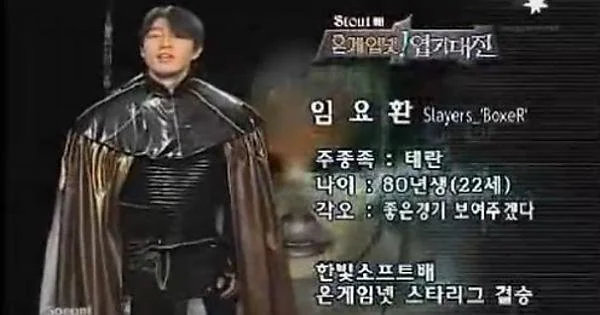 Stout배
온게임넷! 엽기대전
임요환 Slayers_'BoxeR'
주종족 : 테란
나이 : 80년생(22세)
각오 : 좋은경기 보여주겠다
한빛소프트배
온게임넷 스타리그 결승
Special